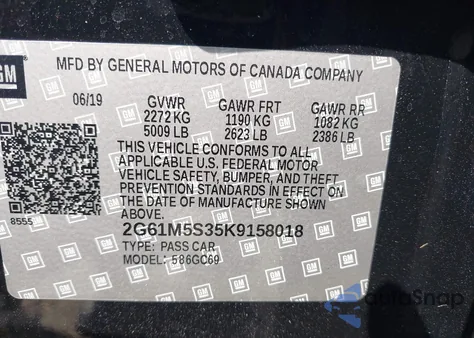 GM
MFD BY GENERAL MOTORS OF CANADA COMPANY
06/19 GVWR GAWR FRT GAWR RR
2272 KG 1190 KG 1082 KG
5009 LB 2623 LB 2386 LB
THIS VEHICLE CONFORMS TO ALL
APPLICABLE U.S. FEDERAL MOTOR
VEHICLE SAFETY, BUMPER, AND THEFT
PREVENTION STANDARDS IN EFFECT ON
THE DATE OF MANUFACTURE SHOWN
ABOVE.
8555
2G61M5S35K9158018
TYPE: PASS CAR
MODEL: 586GC69
AutoSnap